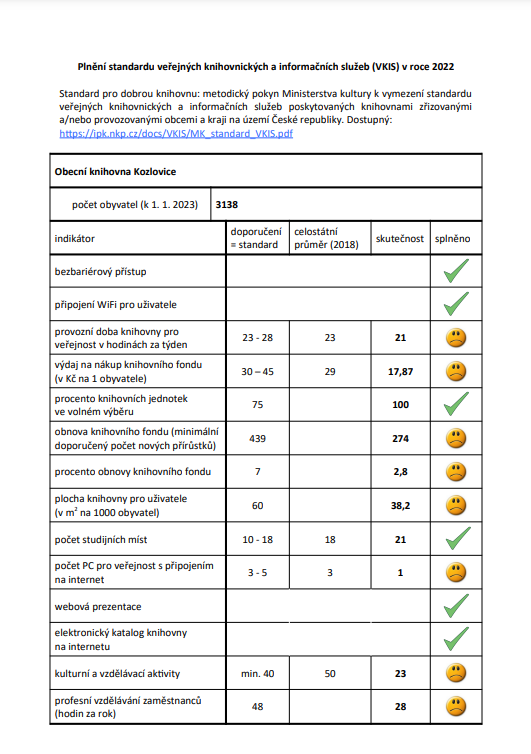 Plnění standardu veřejných knihovnických a informačních služeb (VKIS) v roce 2022
Standard pro dobrou knihovnu: metodický pokyn Ministerstva kultury k vymezení standardu
veřejných knihovnických a informačních služeb poskytovaných knihovnami zřizovanými
a/nebo provozovanými obcemi a kraji na území České republiky. Dostupný:
https://ipk.nkp.cz/docs/VKIS/MK_standard_VKIS.pdf
Obecní knihovna Kozlovice
počet obyvatel (k 1. 1. 2023) 3138
indikátor doporučení = standard celostátní průměr (2018) skutečnost splněno
bezbariérový přístup
připojení WiFi pro uživatele
provozní doba knihovny pro
veřejnost v hodinách za týden 23 - 28 23 21
výdaj na nákup knihovního fondu
(v Kč na 1 obyvatele) 30 – 45 29 17,87
procento knihovních jednotek
ve volném výběru 75 100
obnova knihovního fondu (minimální
doporučený počet nových přírůstků) 439 274
procento obnovy knihovního fondu 7 2,8
plocha knihovny pro uživatele
(v m² na 1000 obyvatel) 60 38,2
počet studijních míst 10 - 18 18 21
počet PC pro veřejnost s připojením
na internet 3 - 5 3 1
webová prezentace
elektronický katalog knihovny
na internetu
kulturní a vzdělávací aktivity min. 40 50 23
profesní vzdělávání zaměstnanců
(hodin za rok) 48 28